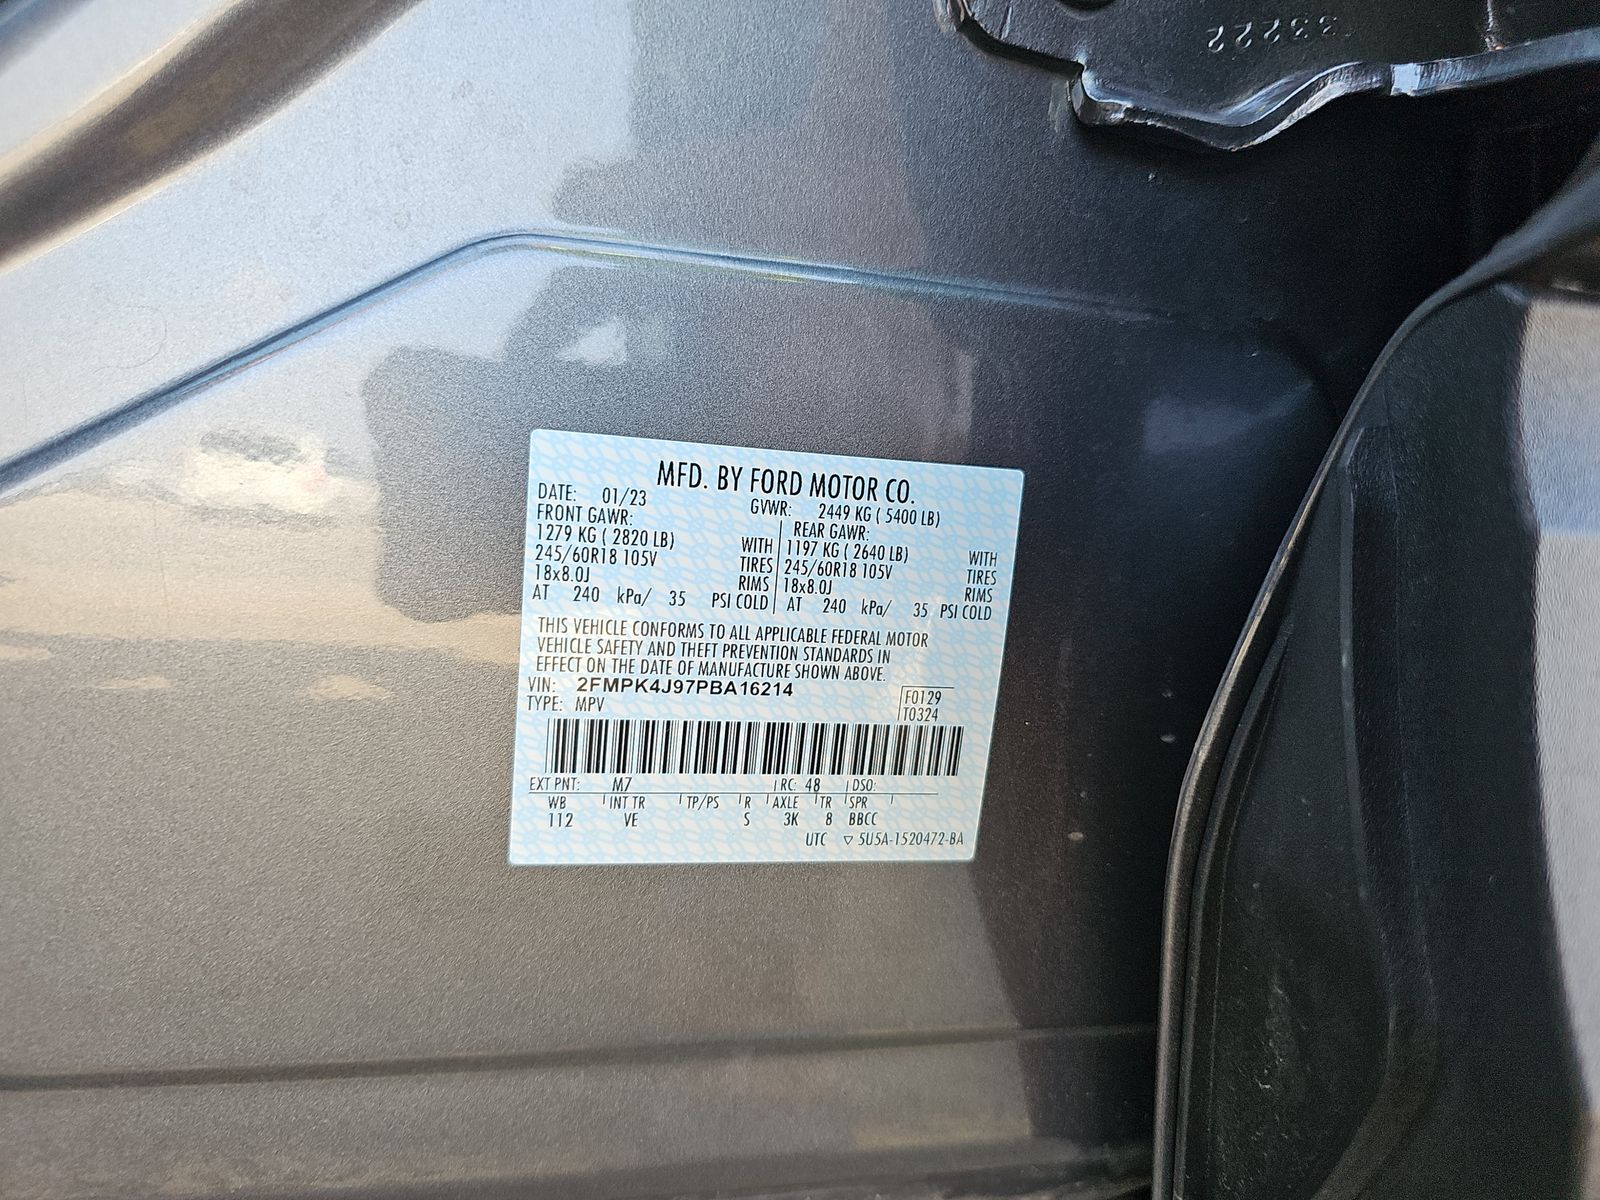 33222
MFD. BY FORD MOTOR CO.
DATE: 01/23 GVWR: 2449 KG ( 5400 LB)
FRONT GAWR: REAR GAWR:
1279 KG ( 2820 LB) WITH 1197 KG ( 2640 LB) WITH
245/60R18 105V TIRES 245/60R18 105V TIRES
18x8.0J RIMS 18x8.0J RIMS
AT 240 kPa/ 35 PSI COLD AT 240 kPa/ 35 PSI COLD
THIS VEHICLE CONFORMS TO ALL APPLICABLE FEDERAL MOTOR
VEHICLE SAFETY AND THEFT PREVENTION STANDARDS IN
EFFECT ON THE DATE OF MANUFACTURE SHOWN ABOVE.
VIN: 2FMPK4J97PBA16214 F0129
TYPE: MPV T0324
EXT PNT: M7 RC: 48 DSO:
WB INT TR TP/PS R AXLE TR SPR
112 VE S 3K 8 BBCC
UTC ▽ 5U5A-1520472-BA